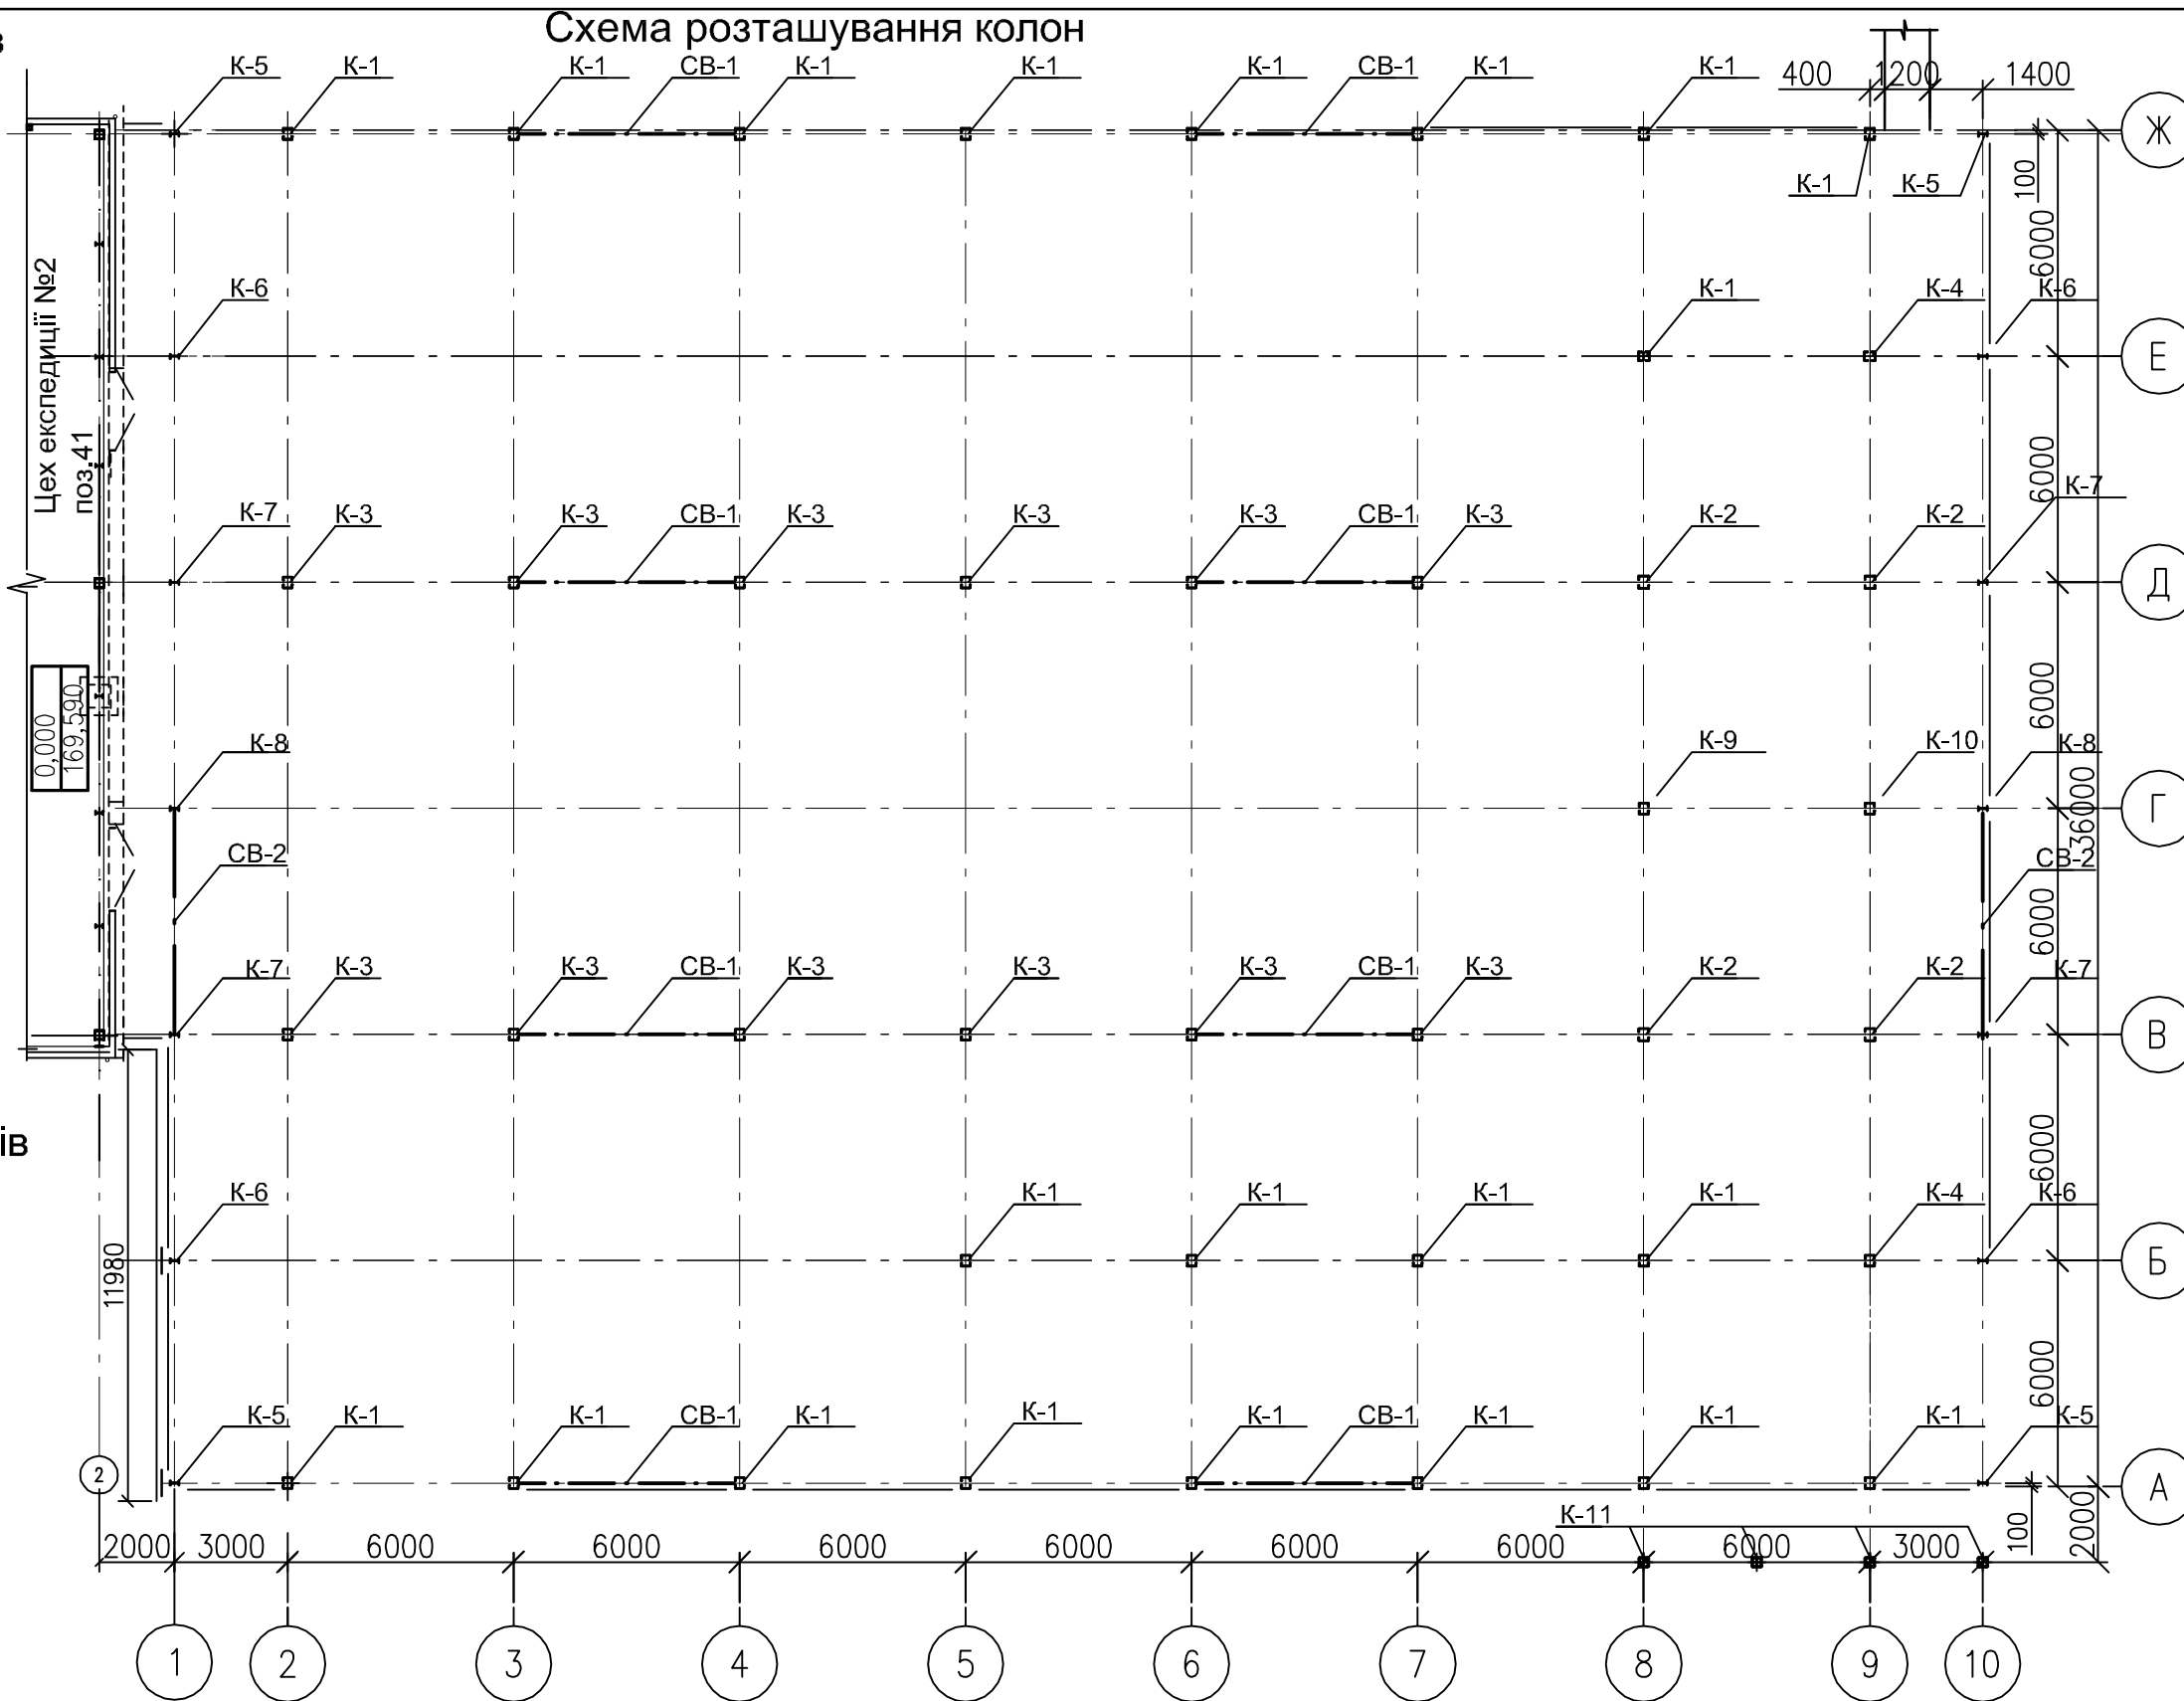 Схема розташування колон
в
К-5 К-1 К-1 СВ-1 К-1 К-1 К-1 СВ-1 К-1 К-1 400 1200 1400
Ж
К-1 К-5 100
6000
К-6 К-1 К-4 К-6
Е
Цех експедиції №2
поз.41
6000
К-7 К-3 К-3 СВ-1 К-3 К-3 К-3 СВ-1 К-3 К-2 К-2 К-7
Д
0,000
169,590
6000
К-8 К-9 К-10 К-8
Г
36000
СВ-2 СВ-2
6000
К-7 К-3 К-3 СВ-1 К-3 К-3 К-3 СВ-1 К-3 К-2 К-2 К-7
В
ів
6000
К-6 К-1 К-1 К-1 К-1 К-4 К-6
Б
11980
6000
К-5 К-1 К-1 СВ-1 К-1 К-1 К-1 СВ-1 К-1 К-1 К-1 К-5
2
А
К-11 100 2000
2000 3000 6000 6000 6000 6000 6000 6000 6000 3000
1 2 3 4 5 6 7 8 9 10